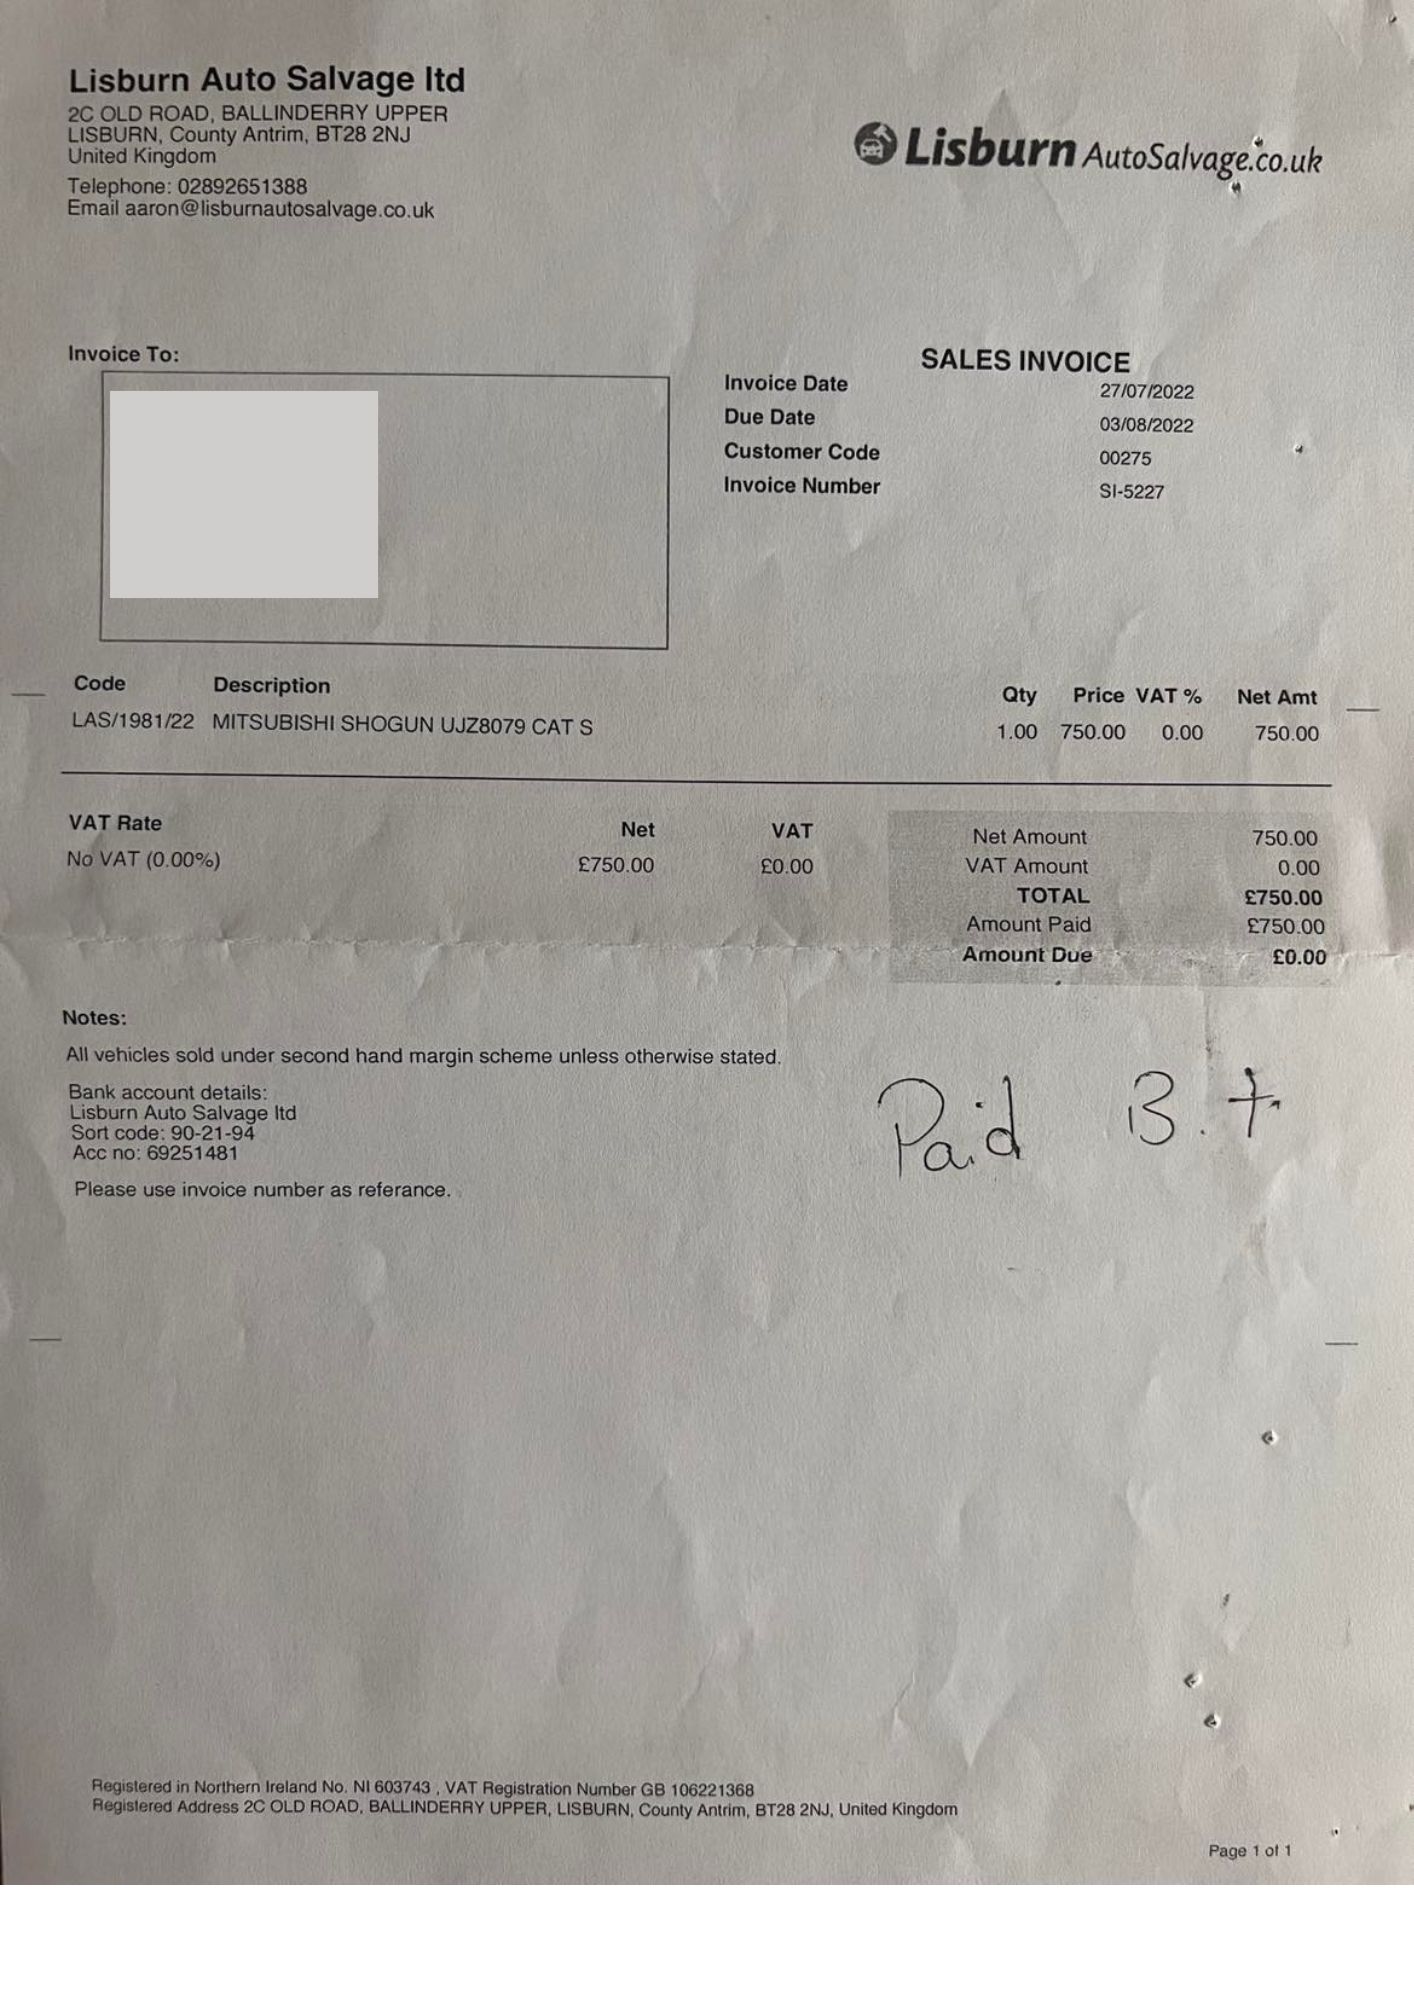 Lisburn Auto Salvage ltd
2C OLD ROAD, BALLINDERRY UPPER
LISBURN, County Antrim, BT28 2NJ
United Kingdom
Telephone: 02892651388
Email aaron@lisburnautosalvage.co.uk
Lisburn AutoSalvage.co.uk
Invoice To:
SALES INVOICE
Invoice Date 27/07/2022
Due Date 03/08/2022
Customer Code 00275
Invoice Number SI-5227
Code Description Qty Price VAT % Net Amt
LAS/1981/22 MITSUBISHI SHOGUN UJZ8079 CAT S 1.00 750.00 0.00 750.00
VAT Rate Net VAT
No VAT (0.00%) £750.00 £0.00
Net Amount 750.00
VAT Amount 0.00
TOTAL £750.00
Amount Paid £750.00
Amount Due £0.00
Notes:
All vehicles sold under second hand margin scheme unless otherwise stated.
Bank account details:
Lisburn Auto Salvage ltd
Sort code: 90-21-94
Acc no: 69251481
Please use invoice number as referance.
Paid B.t
Registered in Northern Ireland No. NI 603743 , VAT Registration Number GB 106221368
Registered Address 2C OLD ROAD, BALLINDERRY UPPER, LISBURN, County Antrim, BT28 2NJ, United Kingdom
Page 1 of 1